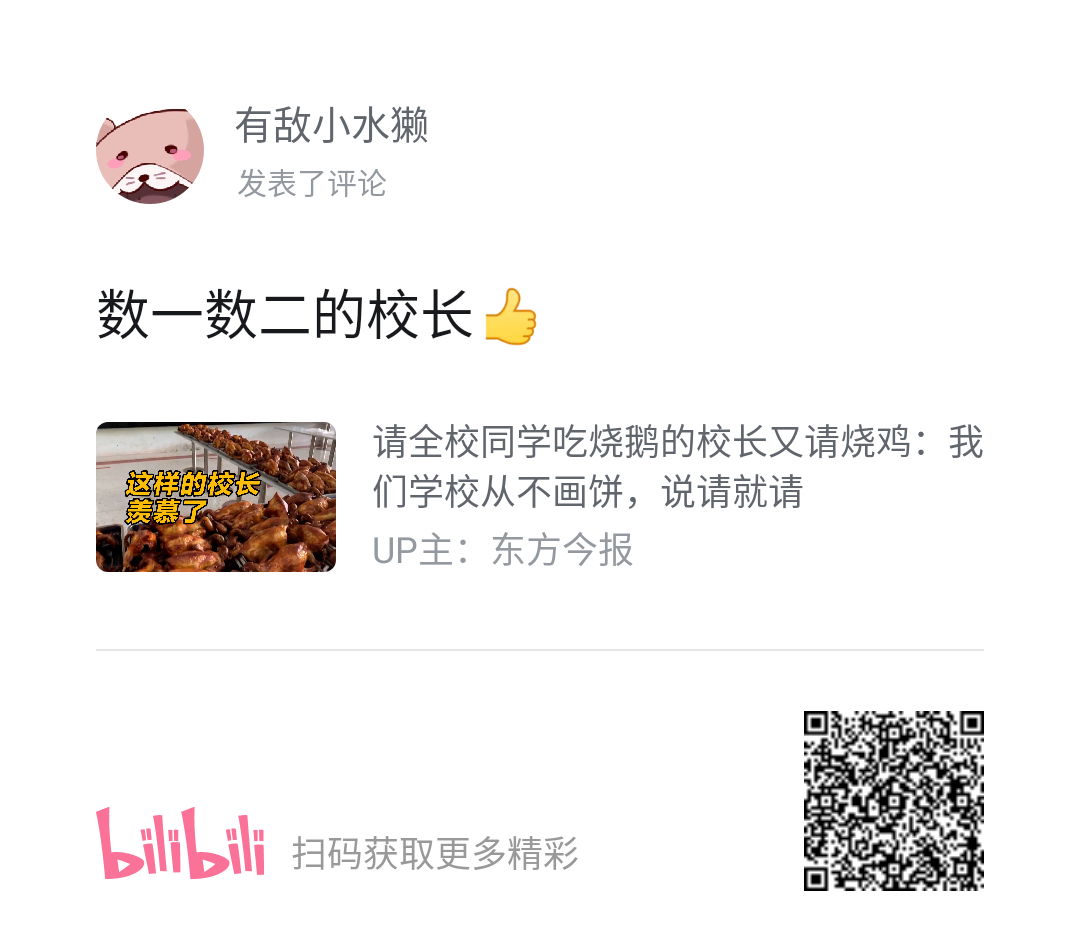 有敌小水獭
发表了评论
数一数二的校长👍
这样的校长
羡慕了
请全校同学吃烧鹅的校长又请烧鸡：我
们学校从不画饼，说请就请
UP主：东方今报
bilibili
扫码获取更多精彩